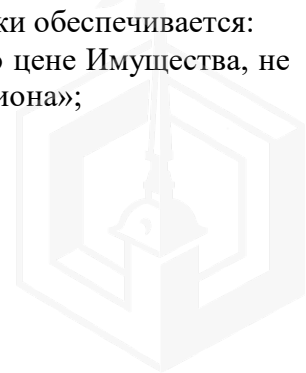 ки обеспечивается:
о цене Имущества, не
иона»;